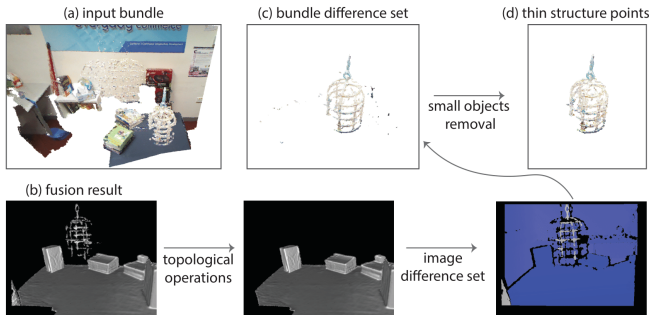 (a) input bundle
(c) bundle difference set
(d) thin structure points
small objects
removal
(b) fusion result
topological
operations
image
difference set